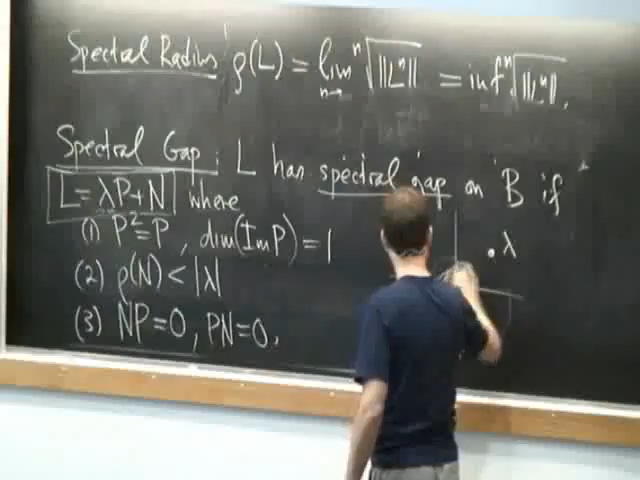 Spectral Radius: ρ(L) = lim_{n→} ⁿ√‖Lⁿ‖ = inf ⁿ√‖Lⁿ‖.
Spectral Gap: L has spectral gap on B if
L=λP+N where
(1) P²=P, dim(Im P) = 1
(2) ρ(N) < |λ|
(3) NP=0, PN=0.
• λ